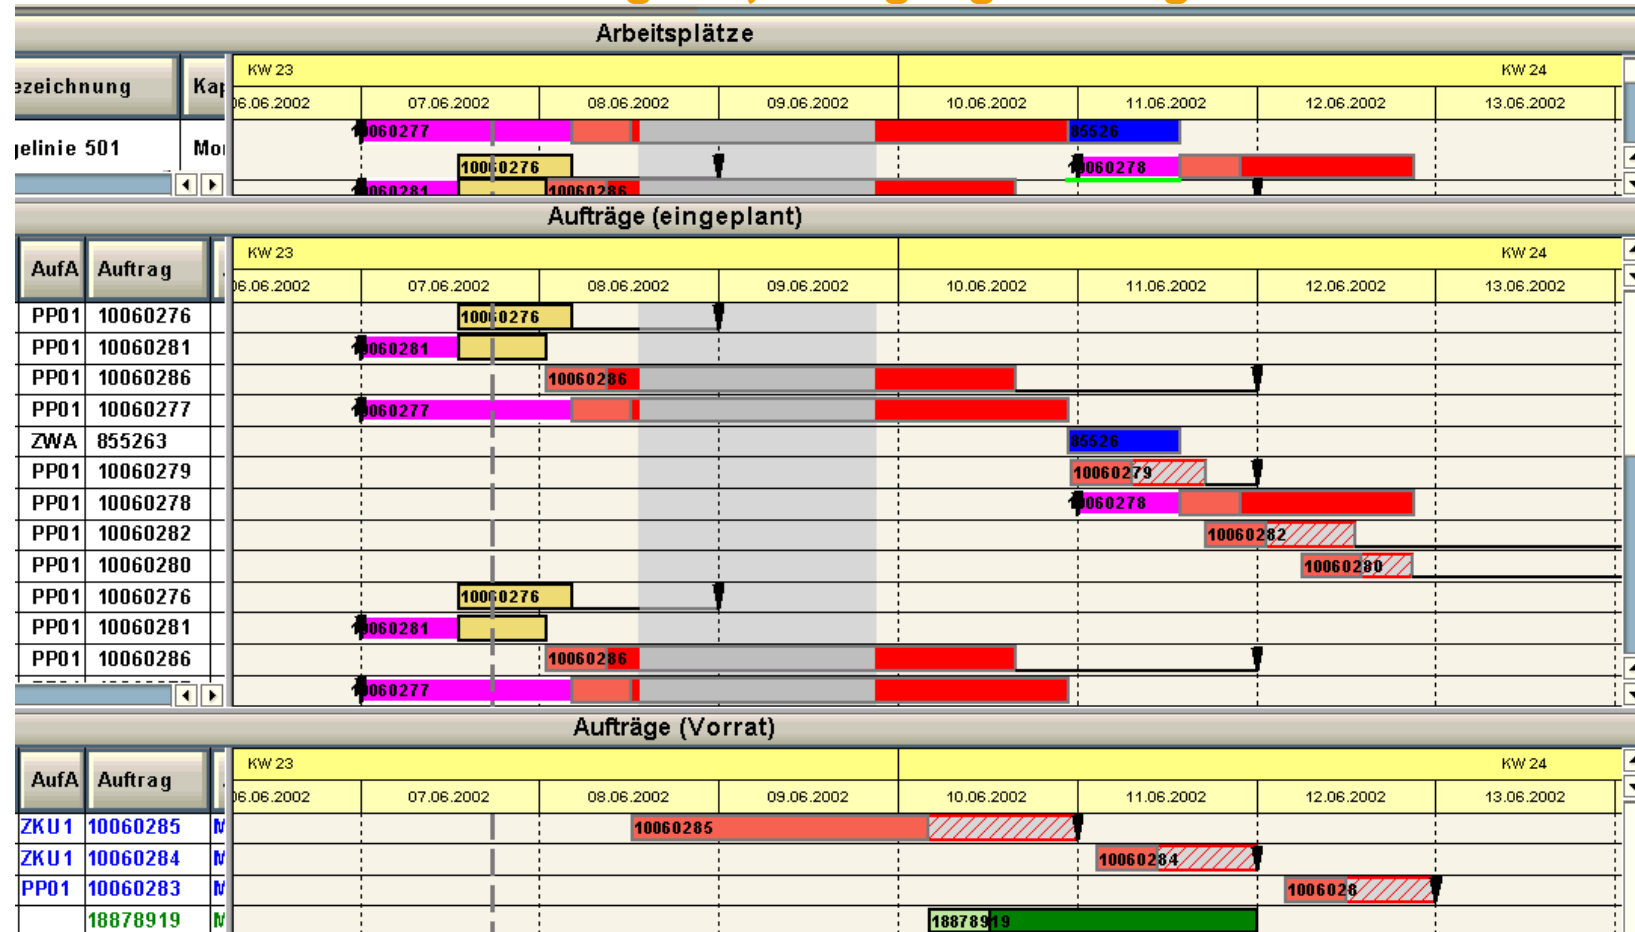 Arbeitsplätze
ezeichnung Kap
KW 23 KW 24
06.06.2002 07.06.2002 08.06.2002 09.06.2002 10.06.2002 11.06.2002 12.06.2002 13.06.2002
gelinie 501 Mon
060277 85526
10060276 060278
060281 10060286
Aufträge (eingeplant)
AufA Auftrag
KW 23 KW 24
06.06.2002 07.06.2002 08.06.2002 09.06.2002 10.06.2002 11.06.2002 12.06.2002 13.06.2002
PP01 10060276 10060276
PP01 10060281 060281
PP01 10060286 10060286
PP01 10060277 060277
ZWA 855263 85526
PP01 10060279 10060279
PP01 10060278 060278
PP01 10060282 10060282
PP01 10060280 10060280
PP01 10060276 10060276
PP01 10060281 060281
PP01 10060286 10060286
060277
Aufträge (Vorrat)
AufA Auftrag
KW 23 KW 24
06.06.2002 07.06.2002 08.06.2002 09.06.2002 10.06.2002 11.06.2002 12.06.2002 13.06.2002
ZKU1 10060285 M 10060285
ZKU1 10060284 M 10060284
PP01 10060283 M 1006028
18878919 M 18878919